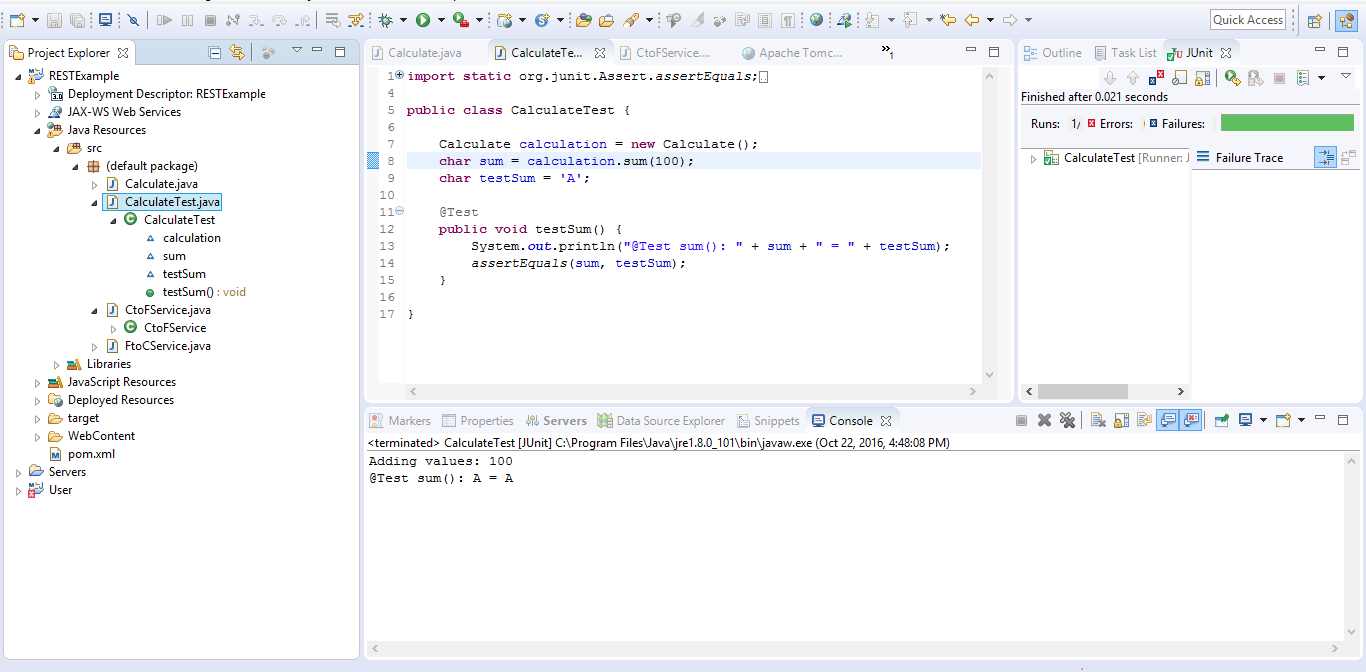 Quick Access
Project Explorer
RESTExample
Deployment Descriptor: RESTExample
JAX-WS Web Services
Java Resources
src
(default package)
Calculate.java
CalculateTest.java
CalculateTest
calculation
sum
testSum
testSum() : void
CtoFService.java
CtoFService
FtoCService.java
Libraries
JavaScript Resources
Deployed Resources
target
WebContent
pom.xml
Servers
User
Calculate.java
CalculateTe...
CtoFService....
Apache Tomc...
»1
1 import static org.junit.Assert.assertEquals;
4
5 public class CalculateTest {
6
7 Calculate calculation = new Calculate();
8 char sum = calculation.sum(100);
9 char testSum = 'A';
10
11 @Test
12 public void testSum() {
13 System.out.println("@Test sum(): " + sum + " = " + testSum);
14 assertEquals(sum, testSum);
15 }
16
17 }
Outline
Task List
JUnit
Finished after 0.021 seconds
Runs: 1/ Errors: Failures:
CalculateTest [Runner: J
Failure Trace
Markers
Properties
Servers
Data Source Explorer
Snippets
Console
<terminated> CalculateTest [JUnit] C:\Program Files\Java\jre1.8.0_101\bin\javaw.exe (Oct 22, 2016, 4:48:08 PM)
Adding values: 100
@Test sum(): A = A